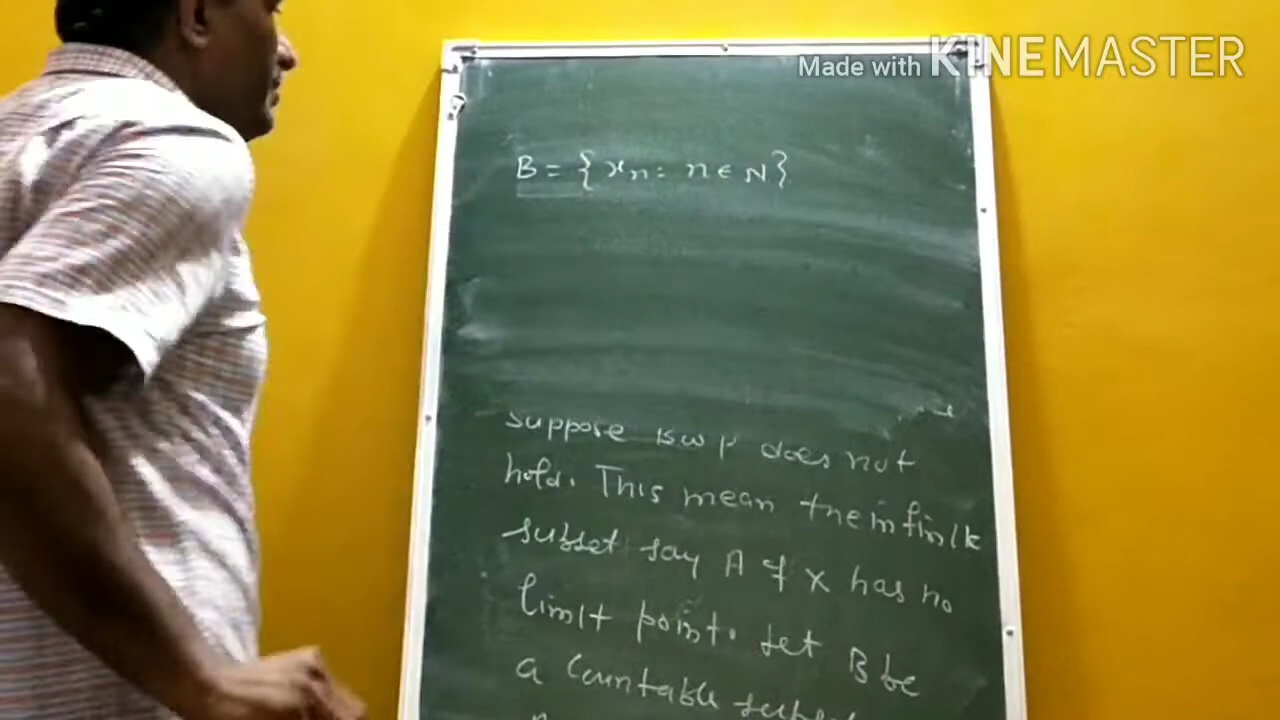 Made with KINEMASTER
B = { xn : n ∈ N }
suppose BWP does not
hold. This mean the infinite
subset say A of X has no
limit point. Let B be
a countable subset